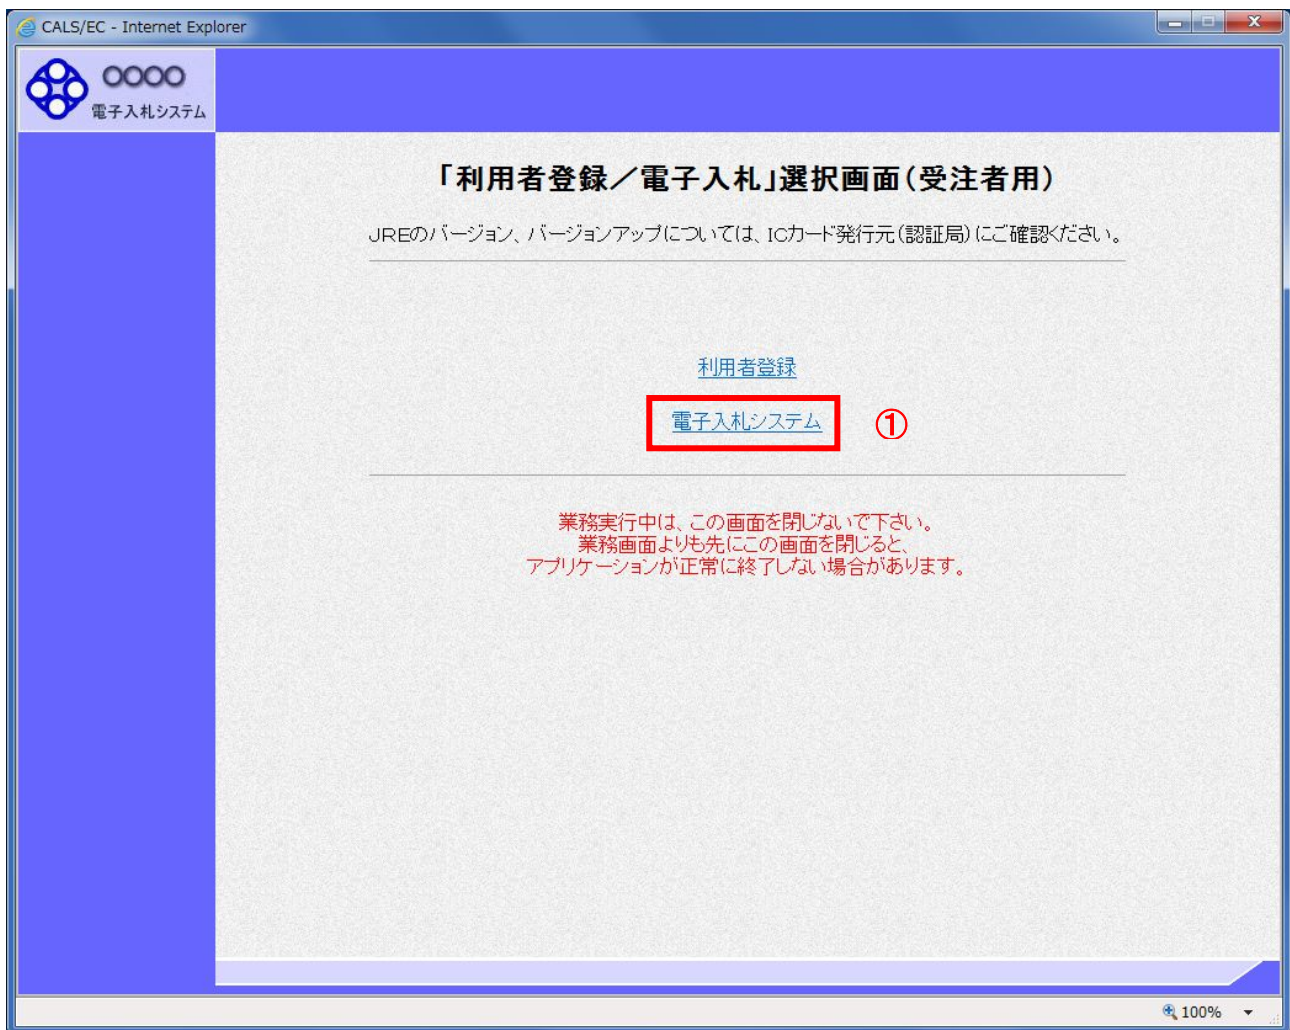 CALS/EC - Internet Explorer
○○○○
電子入札システム
「利用者登録／電子入札」選択画面(受注者用)
JREのバージョン、バージョンアップについては、ICカード発行元(認証局)にご確認ください。
利用者登録
電子入札システム ①
業務実行中は、この画面を閉じないで下さい。
業務画面よりも先にこの画面を閉じると、
アプリケーションが正常に終了しない場合があります。
100%